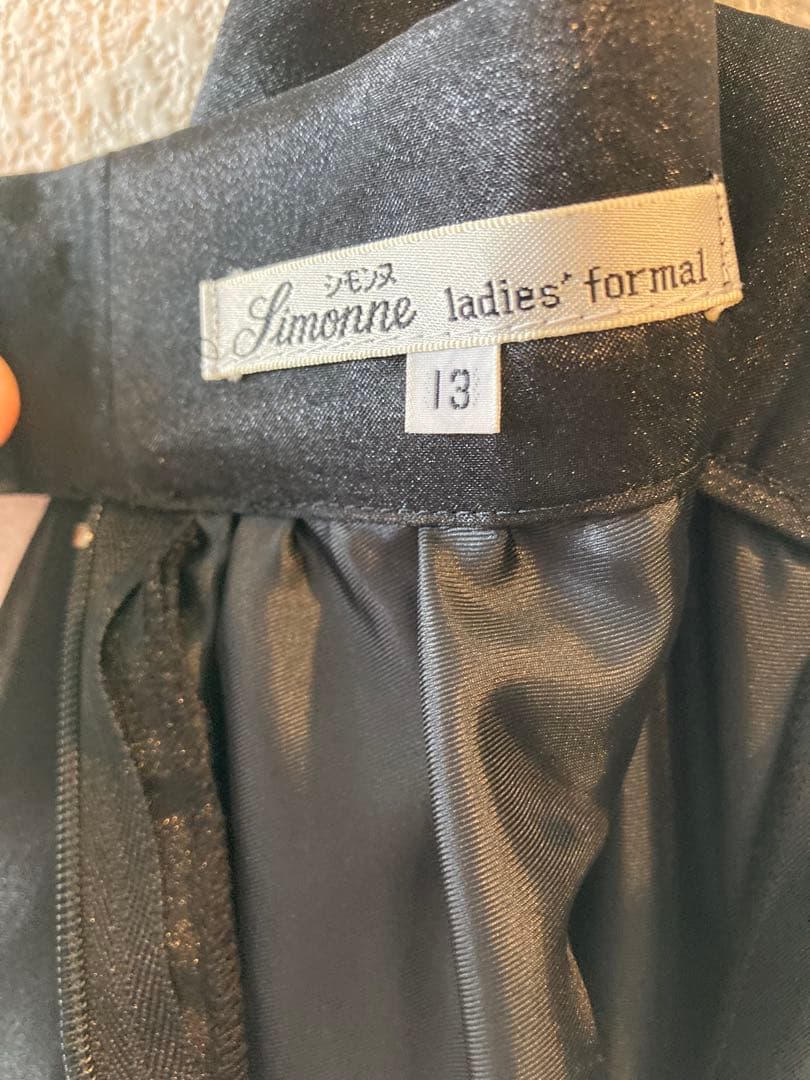 シモンヌ
Simonne ladies' formal
13